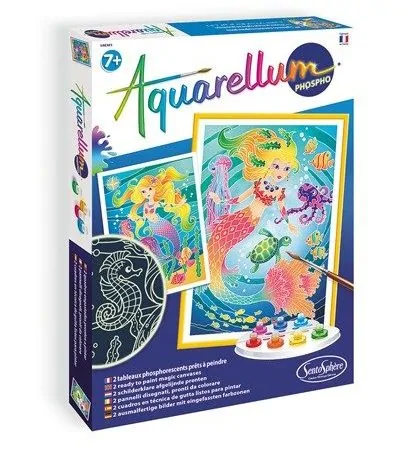 7+
Aquarellum
PHOSPHO
2 tableaux phosphorescents prêts à peindre
2 ready to paint magic canvases
2 schilderklare afgelijnde prenten
2 pannelli disegnati, pronti da colorare
2 cuadros en técnica de gutta listos para pintar
2 ausmalfertige bilder mit eingefassten farbzonen
SentoSphère